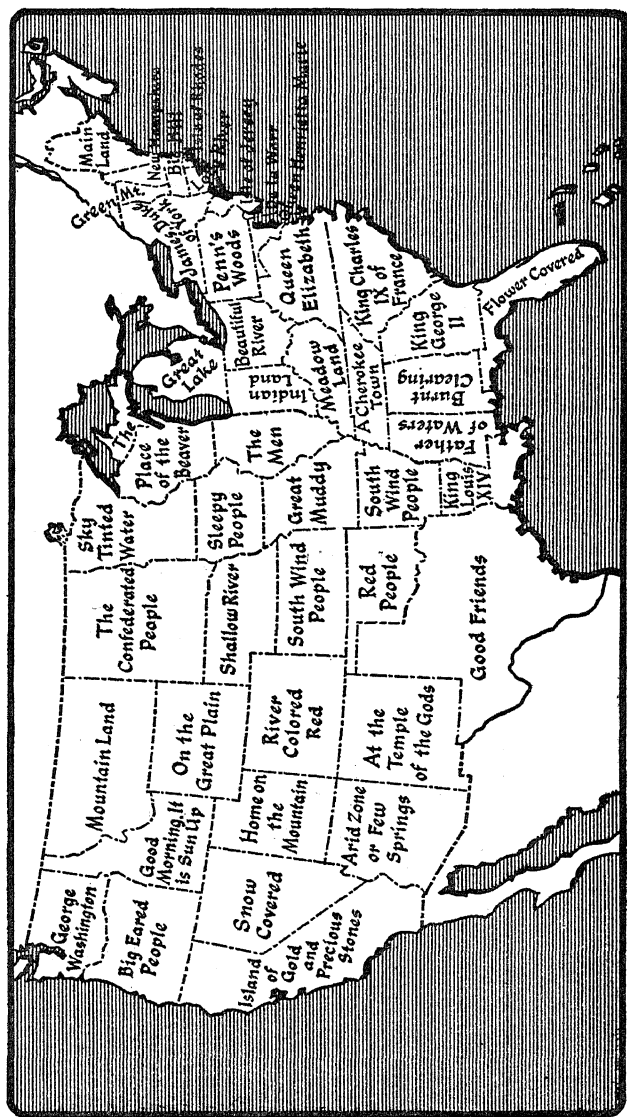 George
Washington
Big Eared
People
Island
of
Gold
and
Precious
Stones
Snow
Covered
Good
Morning, It
is Sun Up
Mountain Land
On the
Great Plain
Home on
the
Mountain
Arid Zone
or Few
Springs
River
Colored
Red
At the
Temple
of the Gods
The
Confederated
People
Shallow River
South Wind
People
Red
People
Good Friends
Sky
Tinted
Water
Sleepy
People
Great
Muddy
South
Wind
People
King
Louis
XIV
The
Place
of the
Beaver
The
Men
Great
Lake
Indian
Land
Beautiful
River
Meadow
Land
A Cherokee
Town
Father
of Waters
Burnt
Clearing
King
George
II
Flower Covered
King Charles
IX of
France
Queen
Elizabeth
Penn's
Woods
James Duke
of York
Green Mt.
Main
Land
New Hampshire
of Jersey
Henrietta Marie